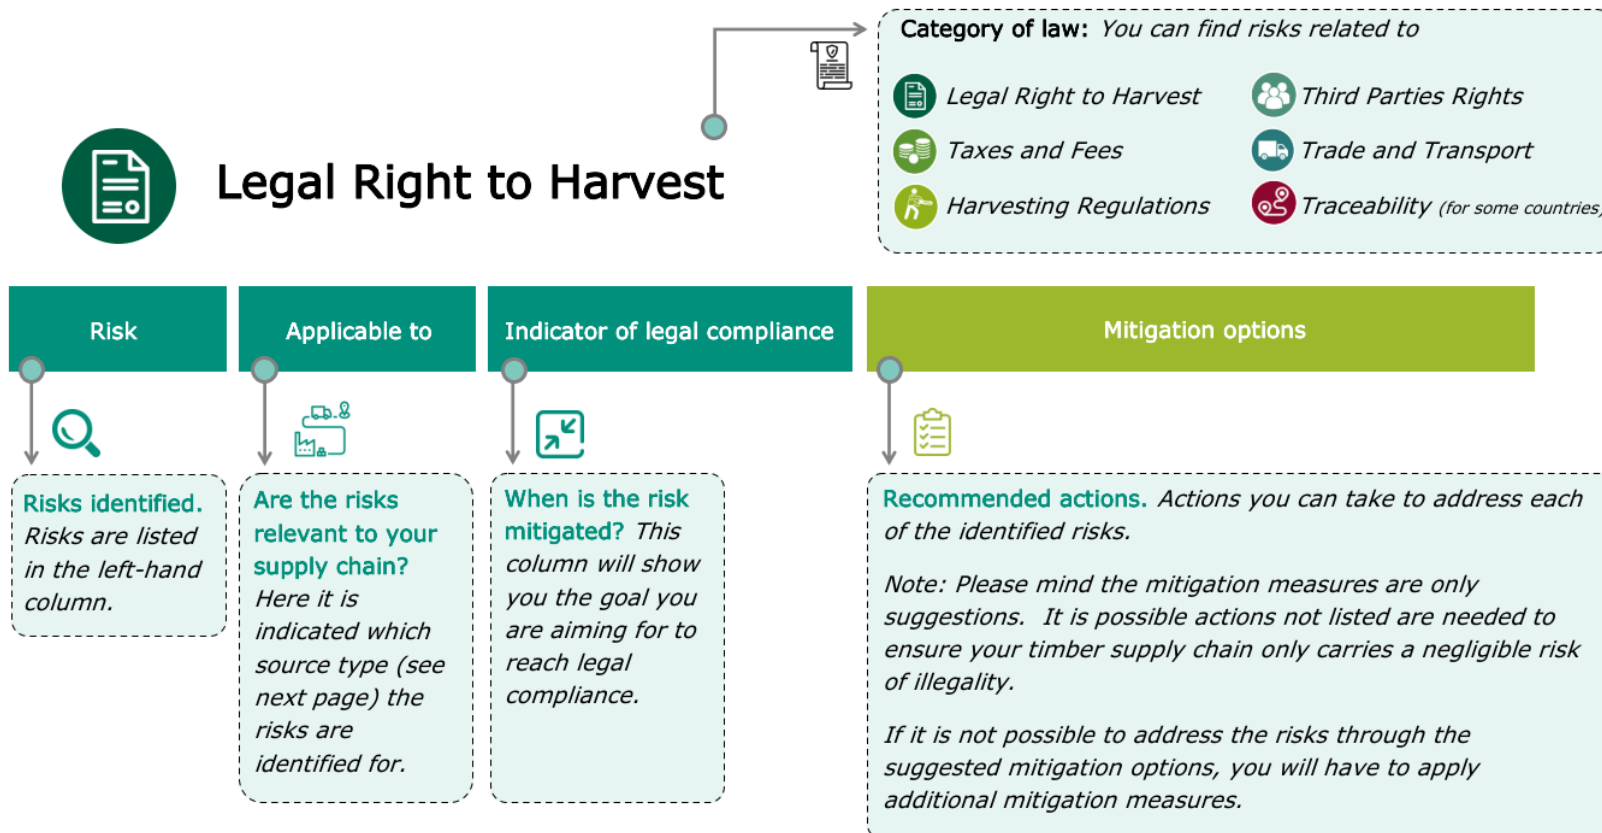 Category of law: You can find risks related to
Legal Right to Harvest
Third Parties Rights
Taxes and Fees
Trade and Transport
Harvesting Regulations
Traceability (for some countries)
Legal Right to Harvest
Risk
Applicable to
Indicator of legal compliance
Mitigation options
Risks identified.
Risks are listed
in the left-hand
column.
Are the risks
relevant to your
supply chain?
Here it is
indicated which
source type (see
next page) the
risks are
identified for.
When is the risk
mitigated? This
column will show
you the goal you
are aiming for to
reach legal
compliance.
Recommended actions. Actions you can take to address each
of the identified risks.
Note: Please mind the mitigation measures are only
suggestions.  It is possible actions not listed are needed to
ensure your timber supply chain only carries a negligible risk
of illegality.
If it is not possible to address the risks through the
suggested mitigation options, you will have to apply
additional mitigation measures.